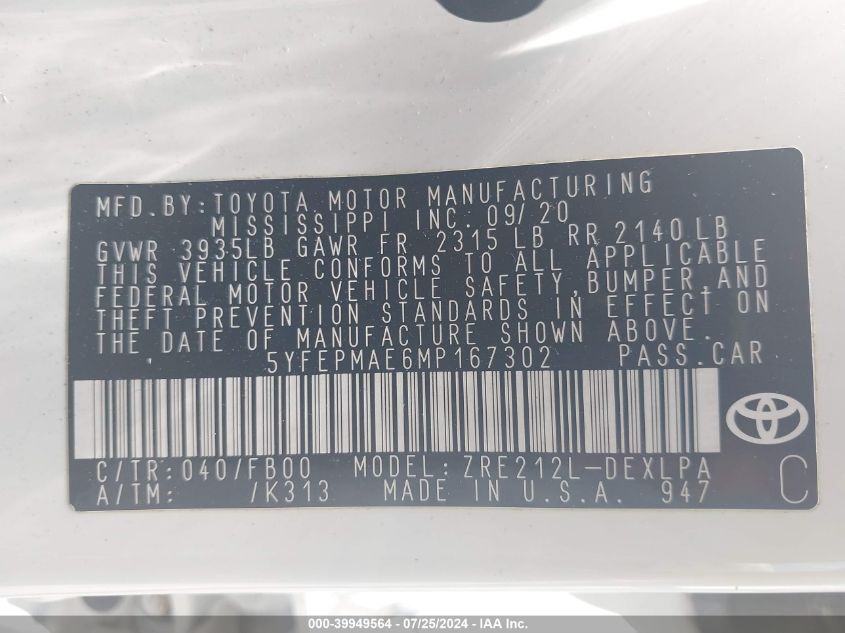 MFD.BY:TOYOTA MOTOR MANUFACTURING
MISSISSIPPI INC. 09/20
GVWR 3935LB GAWR FR 2315 LB RR 2140 LB
THIS VEHICLE CONFORMS TO ALL APPLICABLE
FEDERAL MOTOR VEHICLE SAFETY,BUMPER,AND
THEFT PREVENTION STANDARDS IN EFFECT ON
THE DATE OF MANUFACTURE SHOWN ABOVE.
5YFEPMAE6MP167302 PASS.CAR
C/TR:040/FB00 MODEL:ZRE212L-DEXLPA
A/TM: /K313 MADE IN U.S.A. 947 C
000-39949564 - 07/25/2024 - IAA Inc.